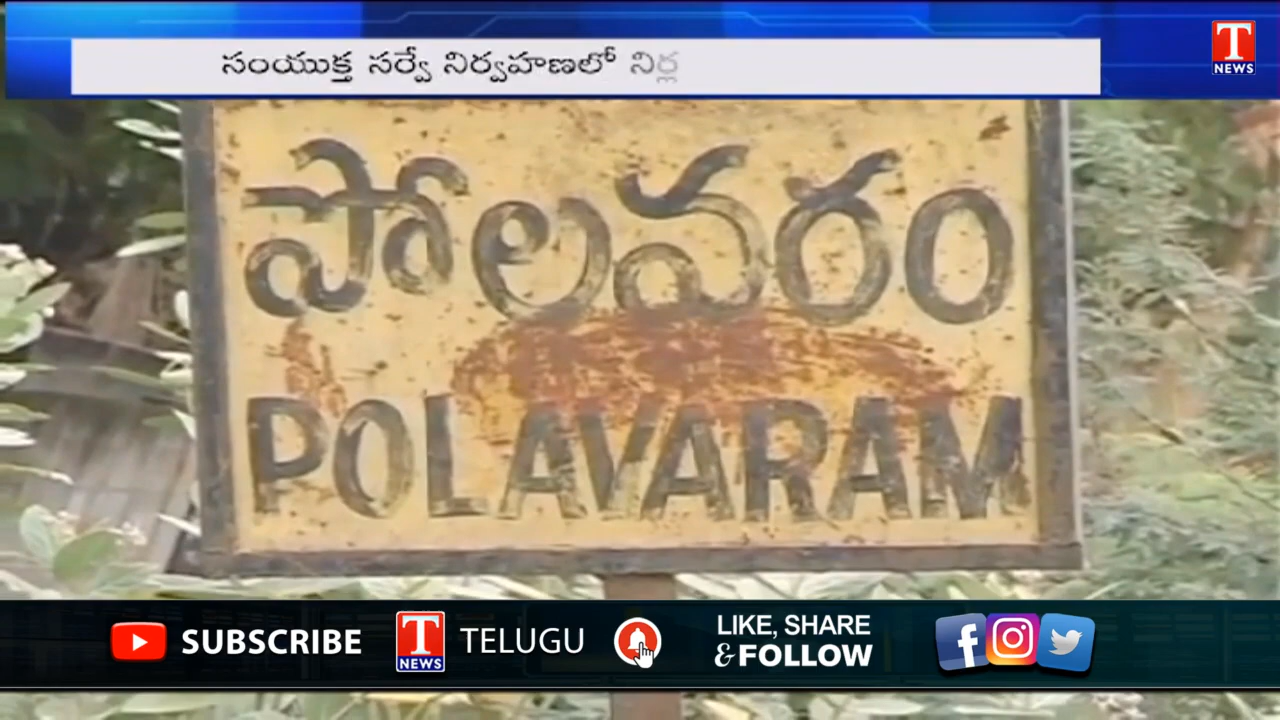 సంయుక్త సర్వే నిర్వహణలో నిర్ల
T
NEWS
పోలవరం
POLAVARAM
SUBSCRIBE
T
NEWS
TELUGU
LIKE, SHARE
& FOLLOW